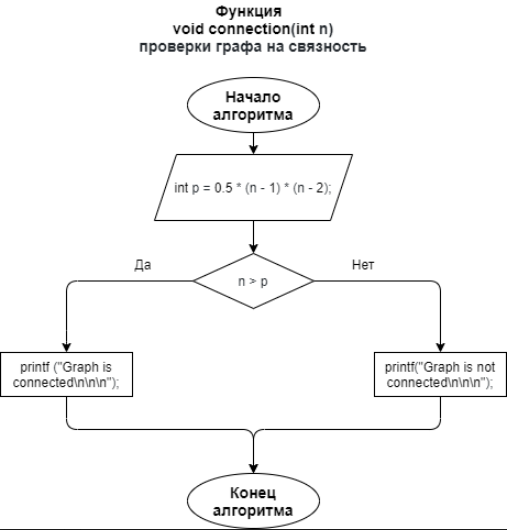 Функция
void connection(int n)
проверки графа на связность
Начало
алгоритма
int p = 0.5 * (n - 1) * (n - 2);
Да
Нет
n > p
printf ("Graph is
connected\n\n\n");
printf("Graph is not
connected\n\n\n");
Конец
алгоритма